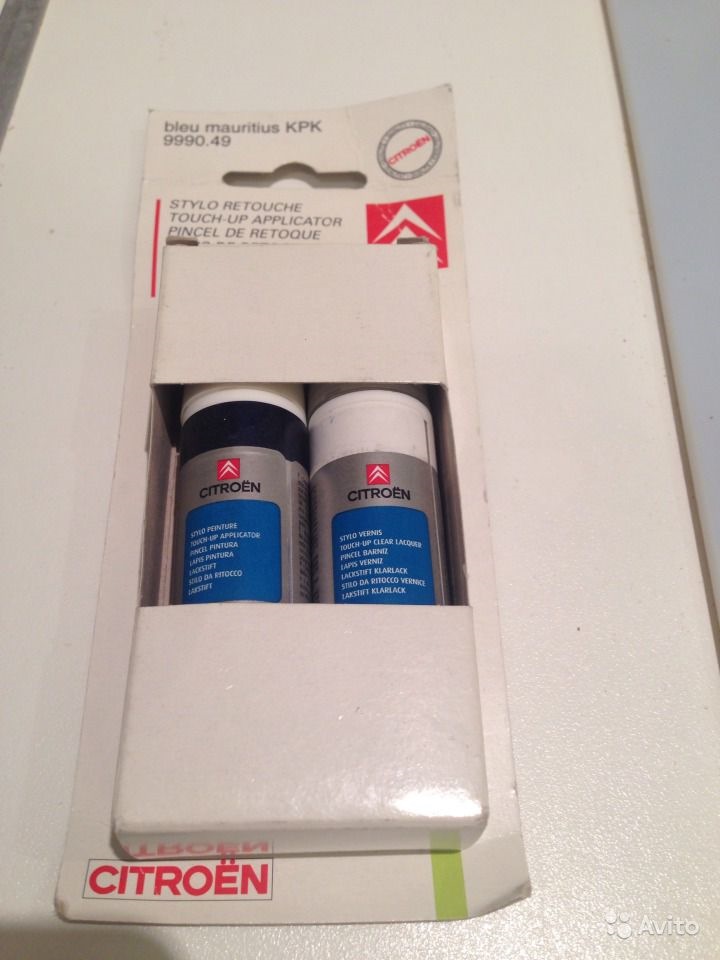 bleu mauritius KPK
9990.49
CITROËN
STYLO RETOUCHE
TOUCH-UP APPLICATOR
PINCEL DE RETOQUE
CITROËN
STYLO PEINTURE
TOUCH-UP APPLICATOR
PINCEL PINTURA
LAPIS PINTURA
LACKSTIFT
STILO DA RITOCCO
LAKSTIFT
CITROËN
STYLO VERNIS
TOUCH-UP CLEAR LACQUER
PINCEL BARNIZ
LAPIS VERNIZ
LACKSTIFT KLARLACK
STILO DA RITOCCO VERNICE
LAKSTIFT KLARLACK
CITROËN
CITROËN
Avito